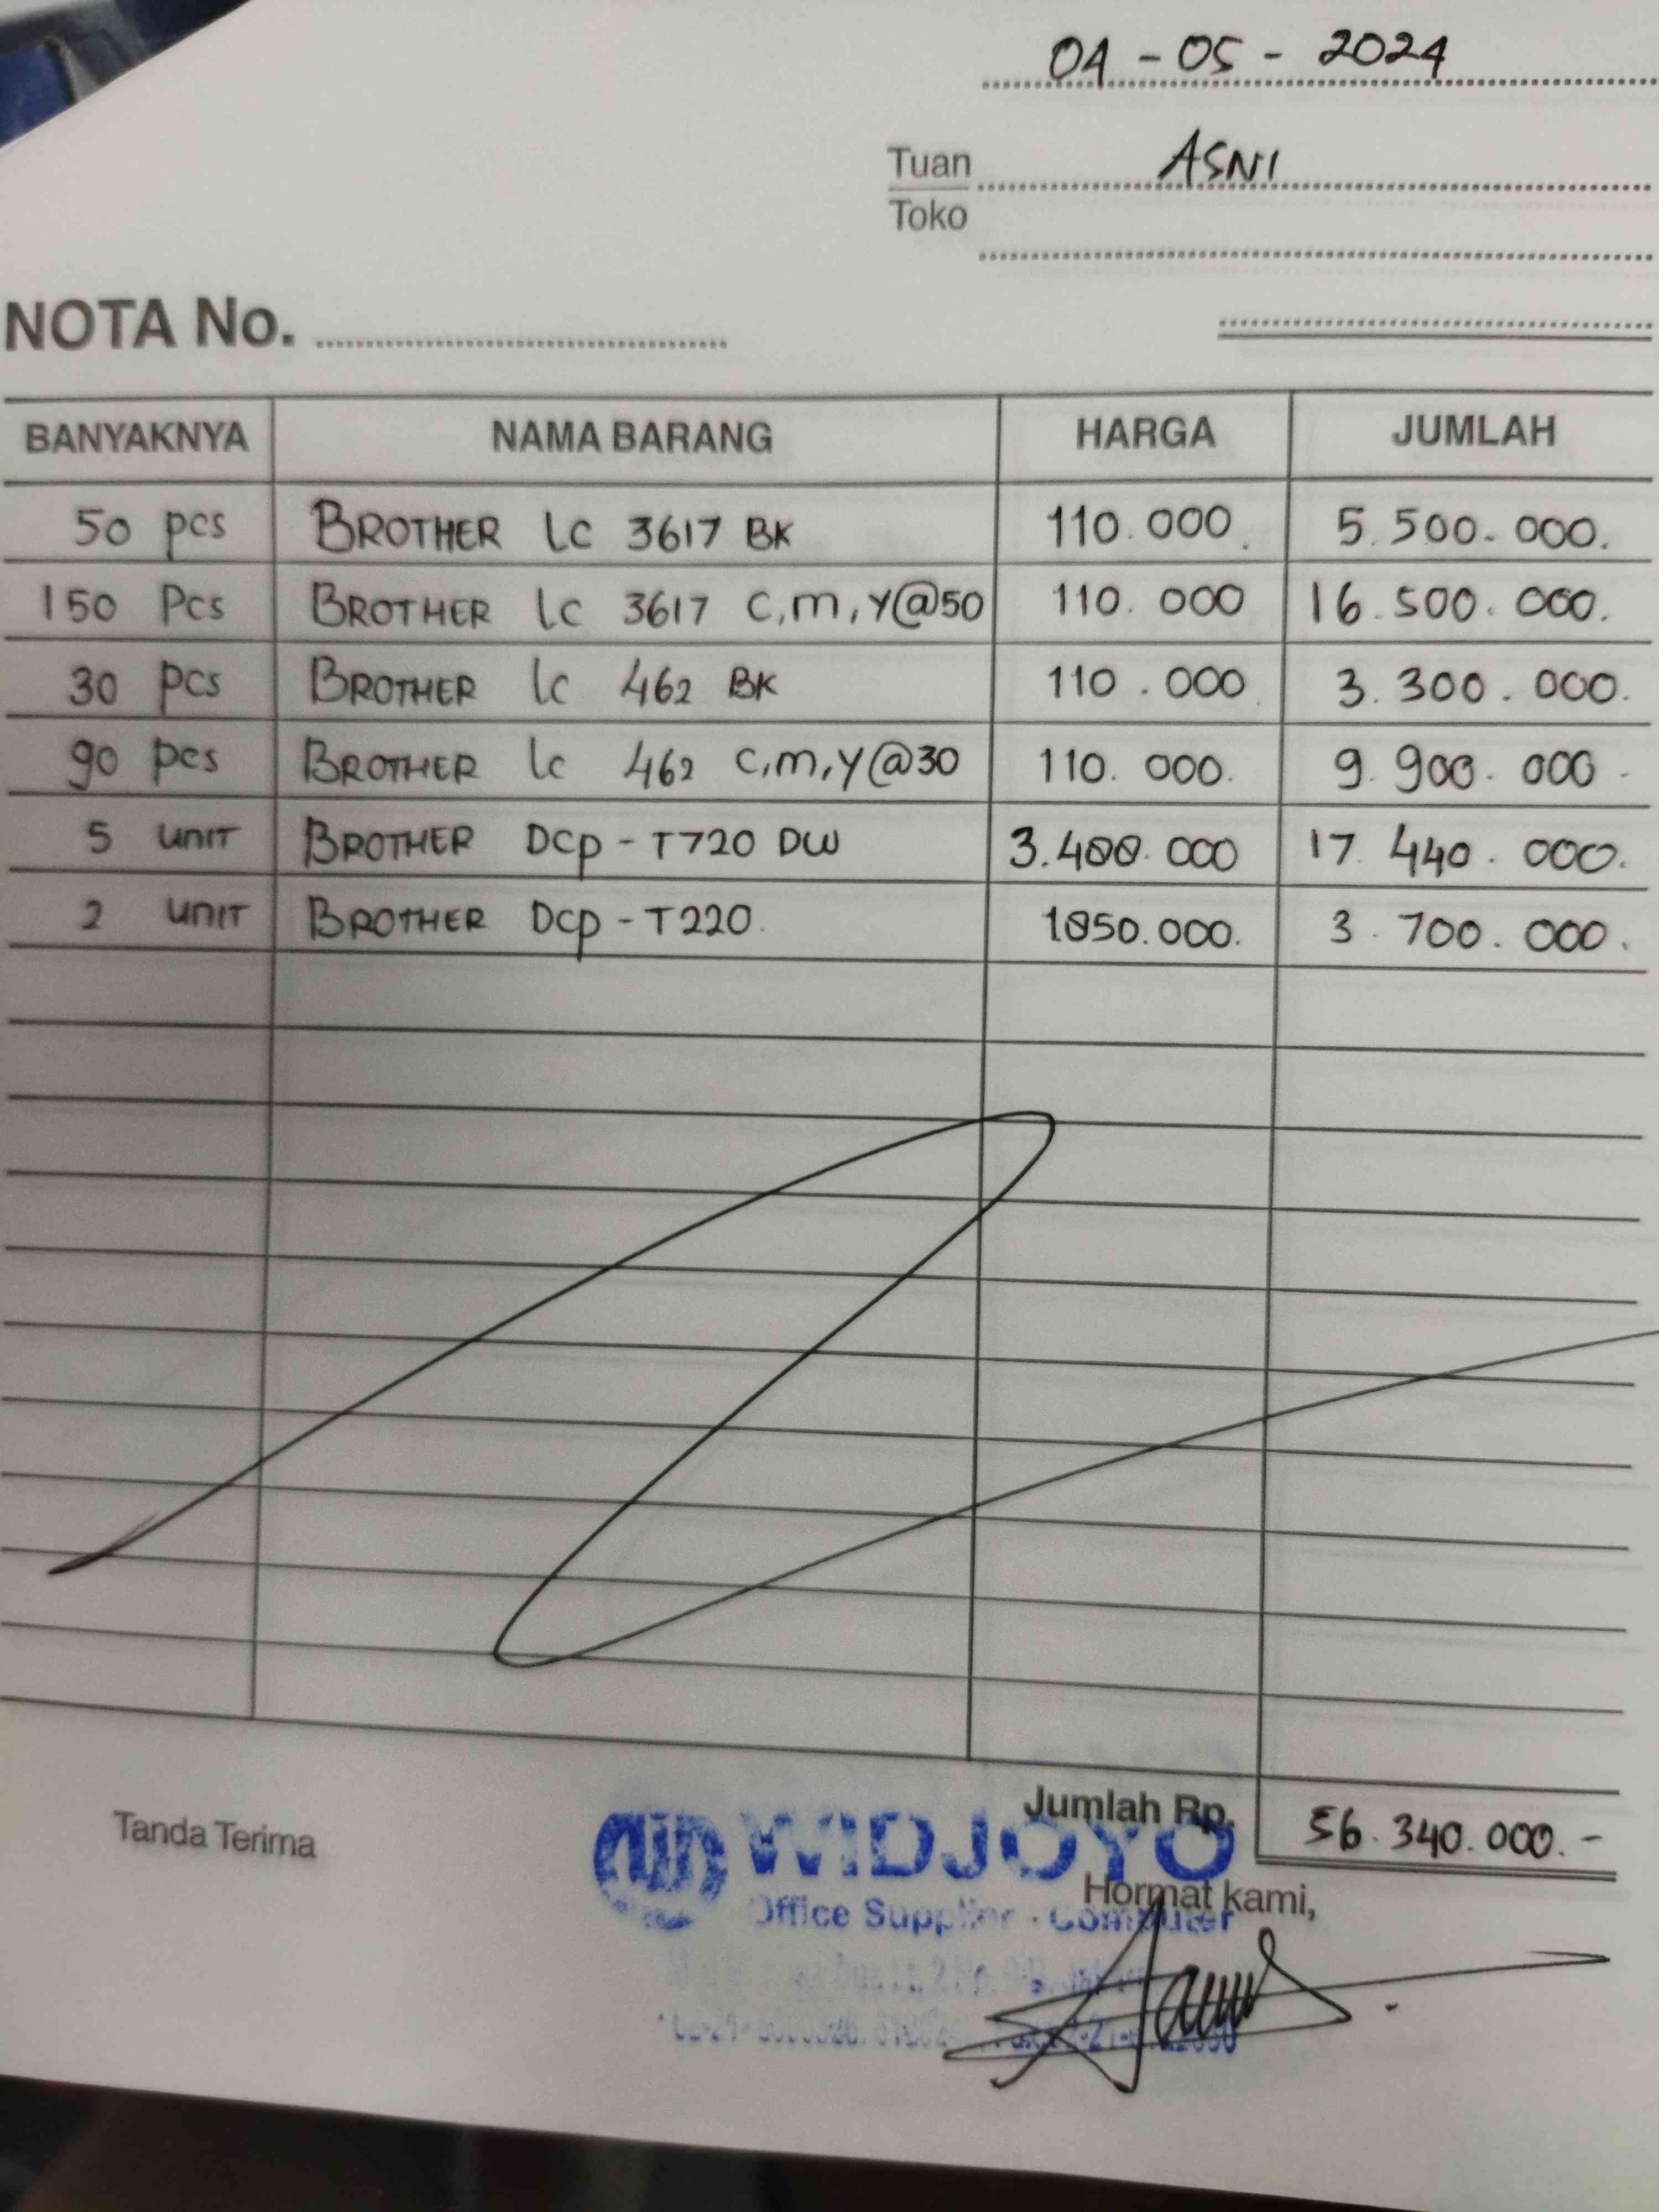 04 - 05 - 2024
Tuan ASNI
Toko
NOTA No.
BANYAKNYA NAMA BARANG HARGA JUMLAH
50 pcs BROTHER LC 3617 BK 110.000. 5.500.000.
150 Pcs BROTHER LC 3617 C,M,Y@50 110.000 16.500.000.
30 pcs BROTHER LC 462 BK 110.000 3.300.000.
90 pcs BROTHER LC 462 C,M,Y@30 110.000. 9.900.000-
5 UNIT BROTHER DCP-T720 DW 3.488.000 17.440.000.
2 UNIT BROTHER DCP-T220. 1.850.000. 3.700.000.
Jumlah Rp. 56.340.000.-
Tanda Terima
WIDJOYO
Office Supplier - Computer
Hormat kami,